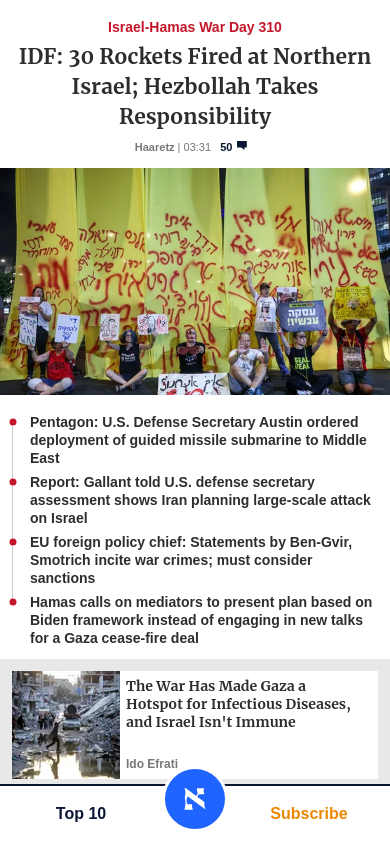 Israel-Hamas War Day 310
IDF: 30 Rockets Fired at Northern
Israel; Hezbollah Takes
Responsibility
Haaretz | 03:31 50
עסקה
עכשיו!
SEAL
DEAL
Pentagon: U.S. Defense Secretary Austin ordered
deployment of guided missile submarine to Middle
East
Report: Gallant told U.S. defense secretary
assessment shows Iran planning large-scale attack
on Israel
EU foreign policy chief: Statements by Ben-Gvir,
Smotrich incite war crimes; must consider
sanctions
Hamas calls on mediators to present plan based on
Biden framework instead of engaging in new talks
for a Gaza cease-fire deal
The War Has Made Gaza a
Hotspot for Infectious Diseases,
and Israel Isn't Immune
Ido Efrati
Top 10
א
Subscribe